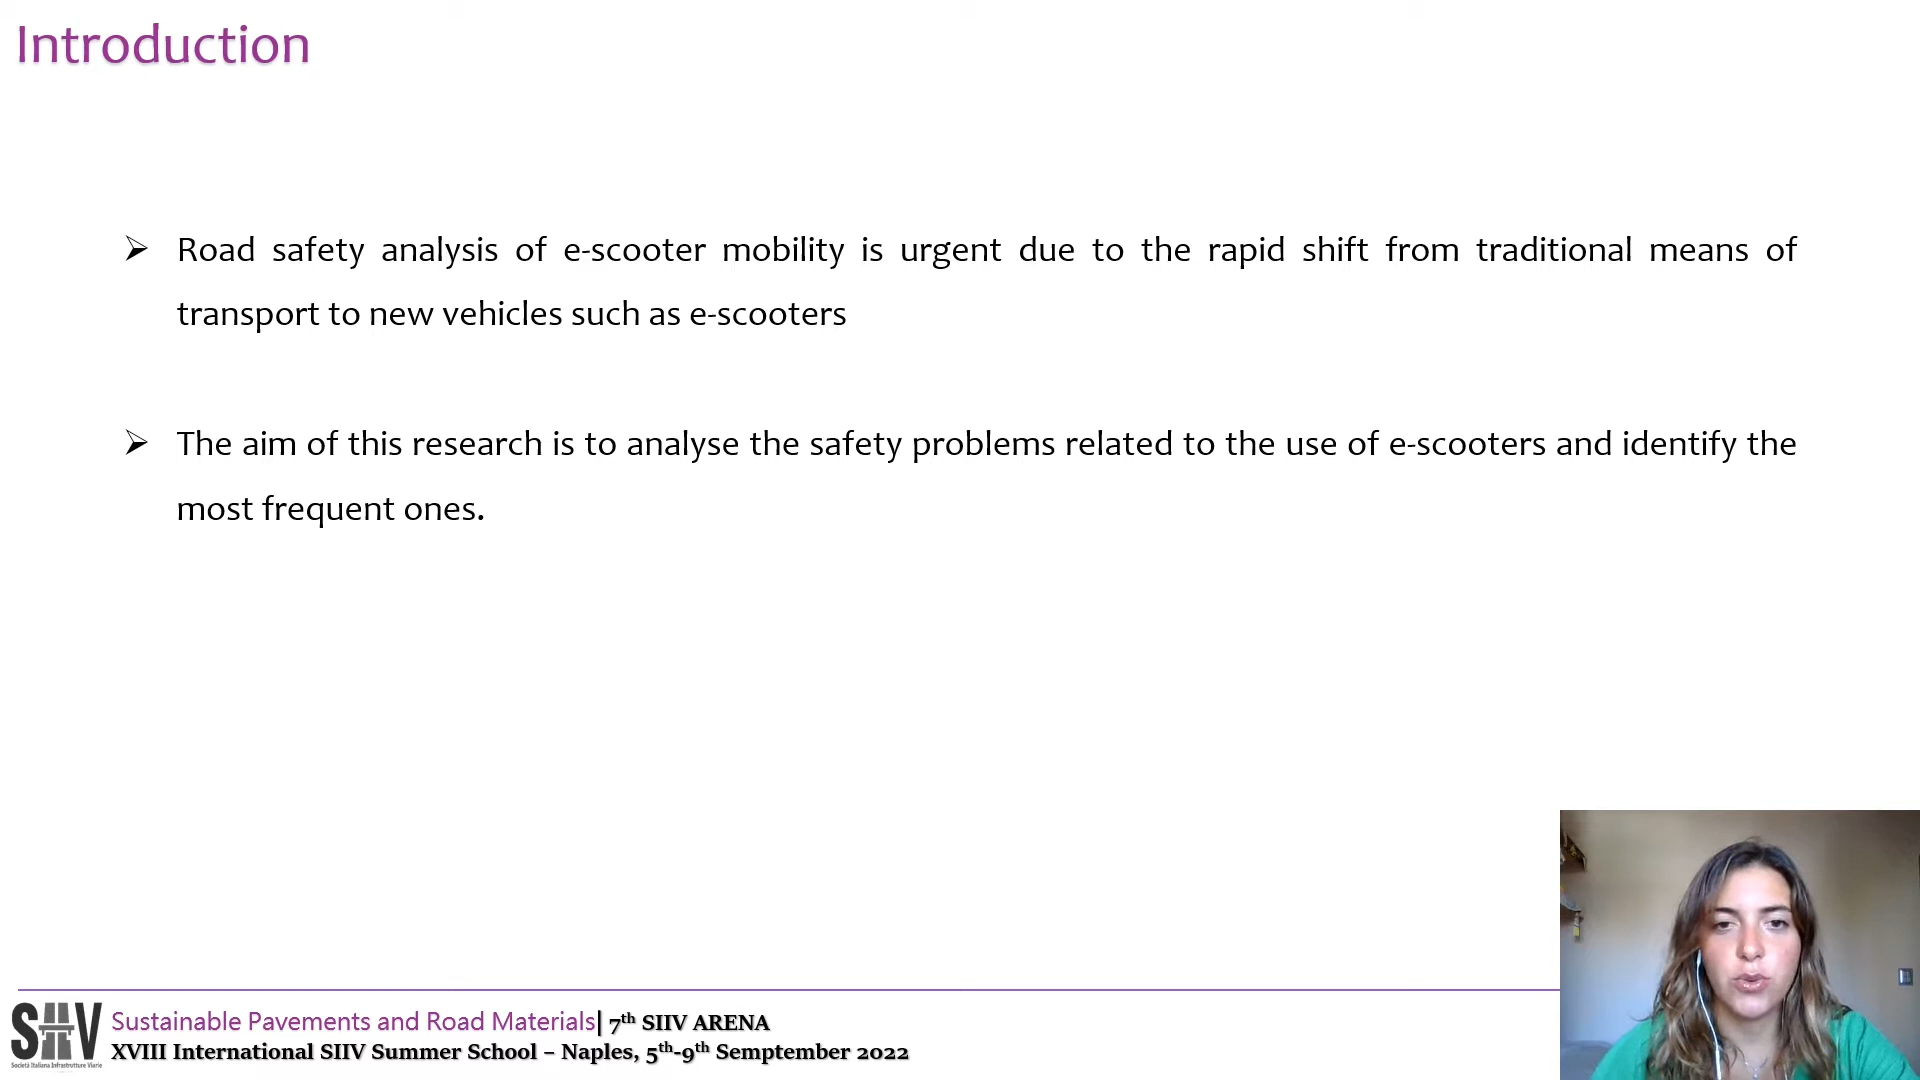 Introduction
➢ Road safety analysis of e-scooter mobility is urgent due to the rapid shift from traditional means of
transport to new vehicles such as e-scooters
➢ The aim of this research is to analyse the safety problems related to the use of e-scooters and identify the
most frequent ones.
SIIV
Società Italiana Infrastrutture Viarie
Sustainable Pavements and Road Materials| 7th SIIV ARENA
XVIII International SIIV Summer School – Naples, 5th-9th Semptember 2022